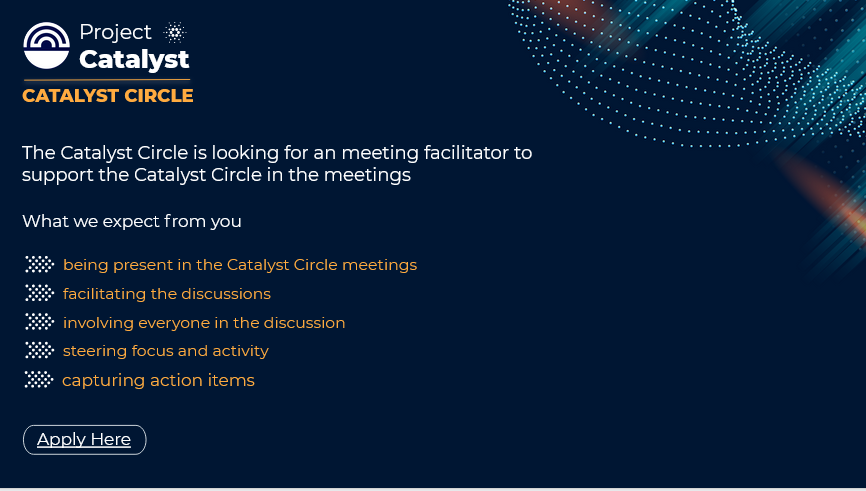 Project
Catalyst
CATALYST CIRCLE
The Catalyst Circle is looking for an meeting facilitator to
support the Catalyst Circle in the meetings
What we expect from you
being present in the Catalyst Circle meetings
facilitating the discussions
involving everyone in the discussion
steering focus and activity
capturing action items
Apply Here